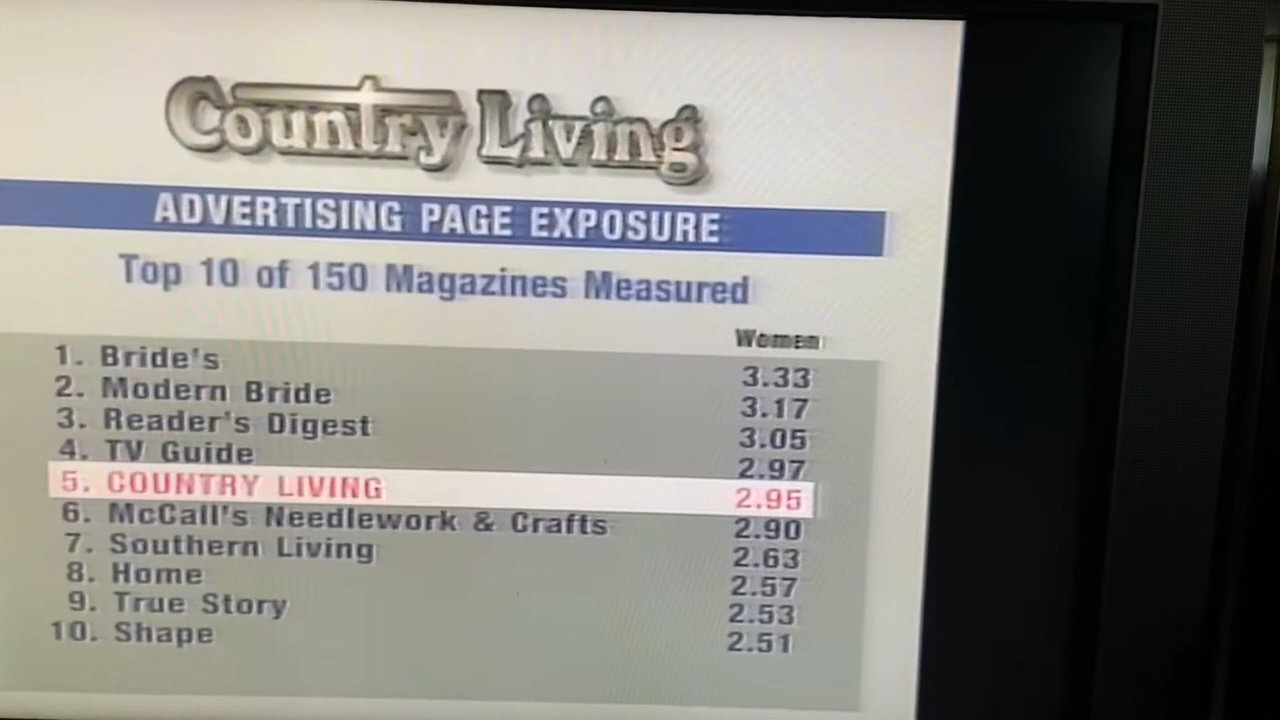 Country Living
ADVERTISING PAGE EXPOSURE
Top 10 of 150 Magazines Measured
Women
1. Bride's 3.33
2. Modern Bride 3.17
3. Reader's Digest 3.05
4. TV Guide 2.97
5. COUNTRY LIVING 2.95
6. McCall's Needlework & Crafts 2.90
7. Southern Living 2.63
8. Home 2.57
9. True Story 2.53
10. Shape 2.51